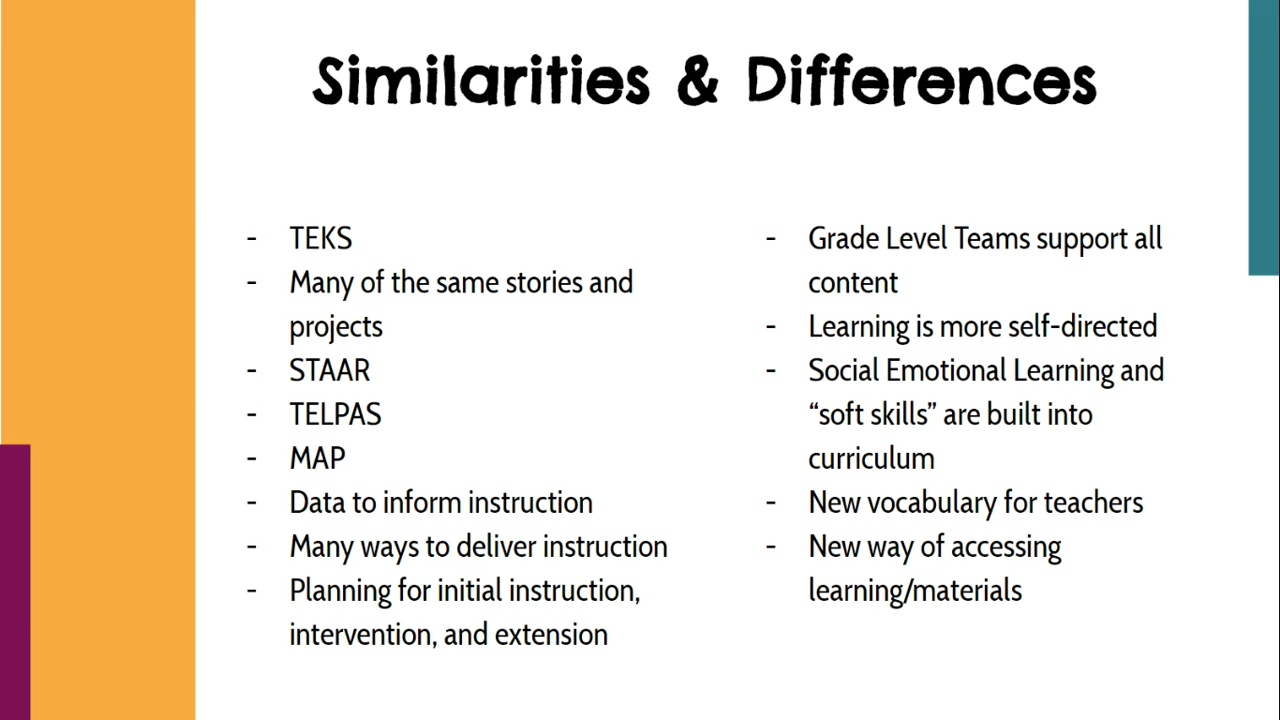 Similarities & Differences
- TEKS
- Many of the same stories and
projects
- STAAR
- TELPAS
- MAP
- Data to inform instruction
- Many ways to deliver instruction
- Planning for initial instruction,
intervention, and extension
- Grade Level Teams support all
content
- Learning is more self-directed
- Social Emotional Learning and
“soft skills” are built into
curriculum
- New vocabulary for teachers
- New way of accessing
learning/materials